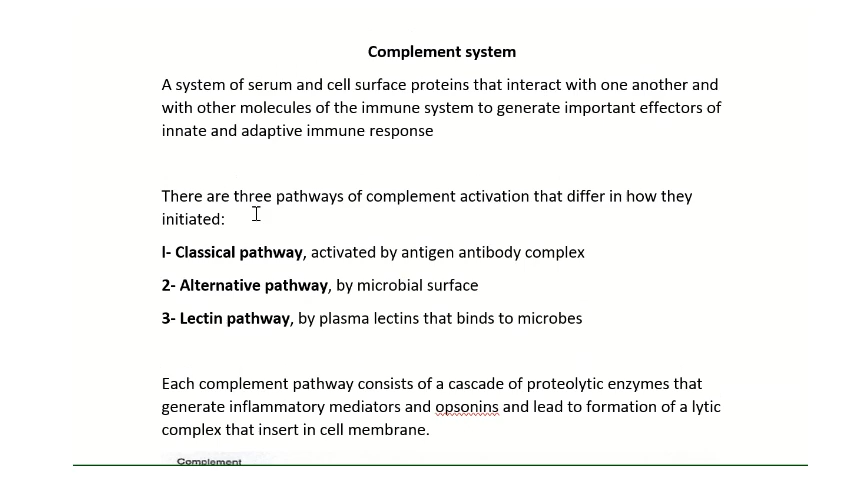 Complement system
A system of serum and cell surface proteins that interact with one another and
with other molecules of the immune system to generate important effectors of
innate and adaptive immune response
There are three pathways of complement activation that differ in how they
initiated:
I- Classical pathway, activated by antigen antibody complex
2- Alternative pathway, by microbial surface
3- Lectin pathway, by plasma lectins that binds to microbes
Each complement pathway consists of a cascade of proteolytic enzymes that
generate inflammatory mediators and opsonins and lead to formation of a lytic
complex that insert in cell membrane.
Complement